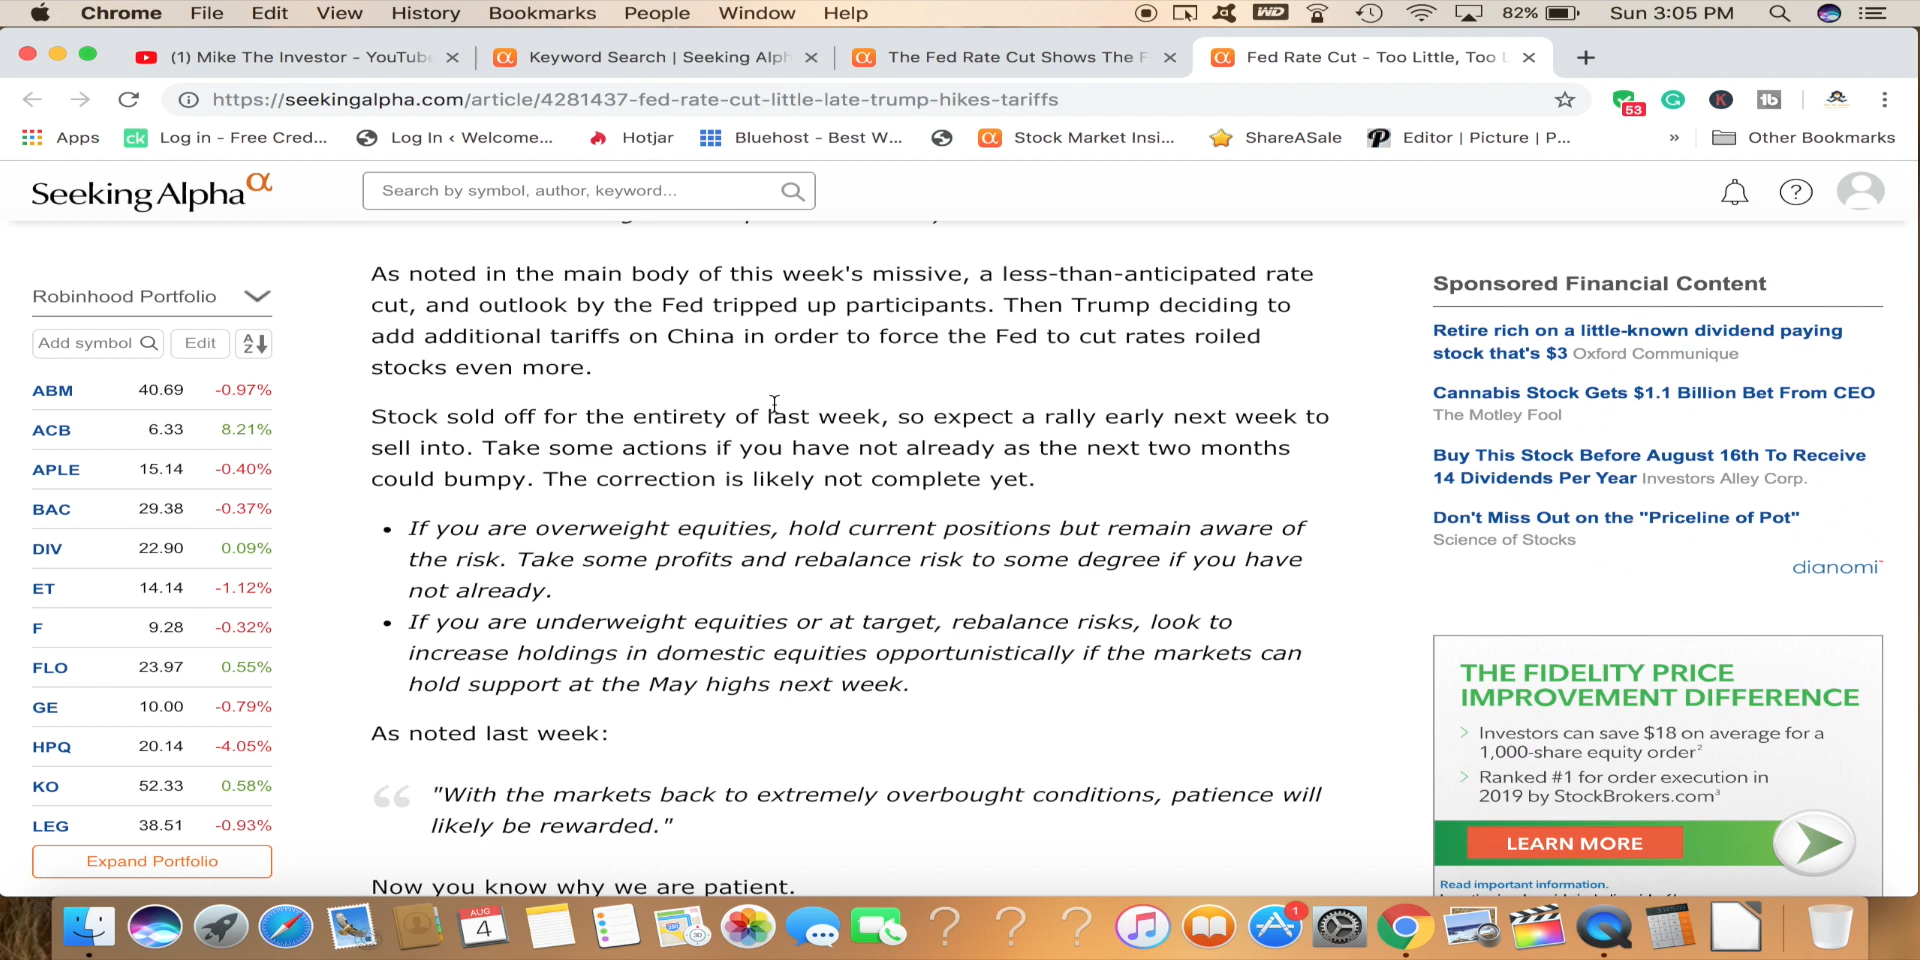 Chrome File Edit View History Bookmarks People Window Help 82% Sun 3:05 PM
(1) Mike The Investor - YouTube
Keyword Search | Seeking Alph
The Fed Rate Cut Shows The F
Fed Rate Cut - Too Little, Too L
https://seekingalpha.com/article/4281437-fed-rate-cut-little-late-trump-hikes-tariffs
53
Apps Log in - Free Cred... Log In ‹ Welcome... Hotjar Bluehost - Best W... Stock Market Insi... ShareASale Editor | Picture | P... » Other Bookmarks
Seeking Alpha α
Search by symbol, author, keyword...
Robinhood Portfolio
Add symbol Edit AZ
ABM 40.69 -0.97%
ACB 6.33 8.21%
APLE 15.14 -0.40%
BAC 29.38 -0.37%
DIV 22.90 0.09%
ET 14.14 -1.12%
F 9.28 -0.32%
FLO 23.97 0.55%
GE 10.00 -0.79%
HPQ 20.14 -4.05%
KO 52.33 0.58%
LEG 38.51 -0.93%
Expand Portfolio
As noted in the main body of this week's missive, a less-than-anticipated rate
cut, and outlook by the Fed tripped up participants. Then Trump deciding to
add additional tariffs on China in order to force the Fed to cut rates roiled
stocks even more.
Stock sold off for the entirety of last week, so expect a rally early next week to
sell into. Take some actions if you have not already as the next two months
could bumpy. The correction is likely not complete yet.
• If you are overweight equities, hold current positions but remain aware of
the risk. Take some profits and rebalance risk to some degree if you have
not already.
• If you are underweight equities or at target, rebalance risks, look to
increase holdings in domestic equities opportunistically if the markets can
hold support at the May highs next week.
As noted last week:
"With the markets back to extremely overbought conditions, patience will
likely be rewarded."
Now you know why we are patient.
Sponsored Financial Content
Retire rich on a little-known dividend paying
stock that's $3 Oxford Communique
Cannabis Stock Gets $1.1 Billion Bet From CEO
The Motley Fool
Buy This Stock Before August 16th To Receive
14 Dividends Per Year Investors Alley Corp.
Don't Miss Out on the "Priceline of Pot"
Science of Stocks
dianomi
THE FIDELITY PRICE
IMPROVEMENT DIFFERENCE
Investors can save $18 on average for a
1,000-share equity order²
Ranked #1 for order execution in
2019 by StockBrokers.com³
LEARN MORE
Read important information.
AUG
4
1